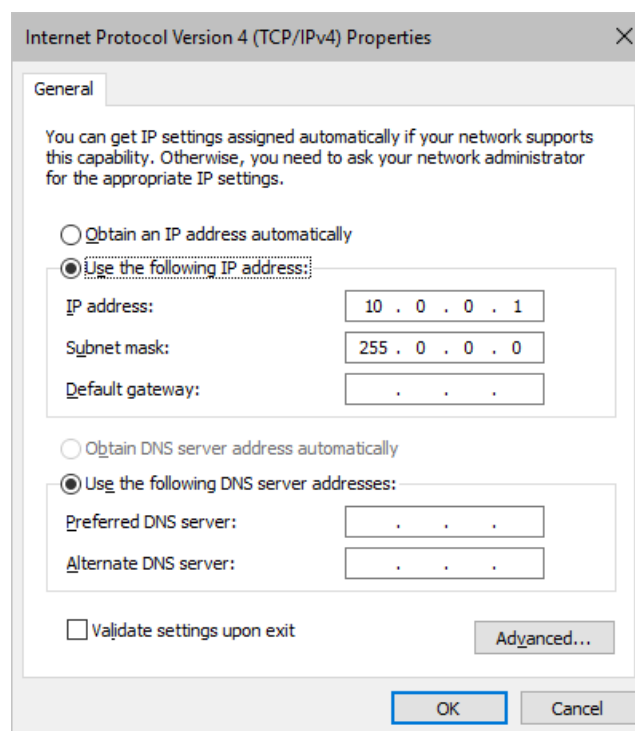 Internet Protocol Version 4 (TCP/IPv4) Properties
General
You can get IP settings assigned automatically if your network supports
this capability. Otherwise, you need to ask your network administrator
for the appropriate IP settings.
Obtain an IP address automatically
Use the following IP address:
IP address: 10 . 0 . 0 . 1
Subnet mask: 255 . 0 . 0 . 0
Default gateway: . . .
Obtain DNS server address automatically
Use the following DNS server addresses:
Preferred DNS server: . . .
Alternate DNS server: . . .
Validate settings upon exit
Advanced...
OK Cancel